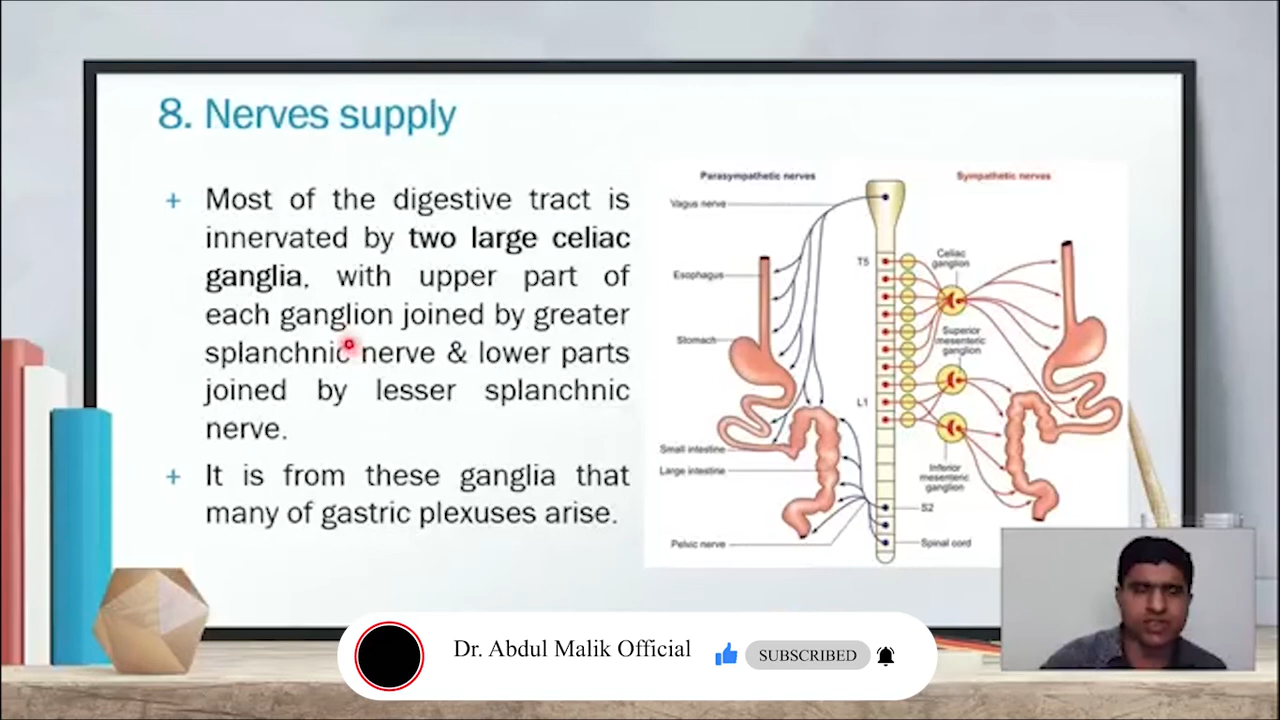 8. Nerves supply
+ Most of the digestive tract is
innervated by two large celiac
ganglia, with upper part of
each ganglion joined by greater
splanchnic nerve & lower parts
joined by lesser splanchnic
nerve.
+ It is from these ganglia that
many of gastric plexuses arise.
Parasympathetic nerves
Sympathetic nerves
Vagus nerve
T5
Celiac
ganglion
Esophagus
Superior
mesenteric
ganglion
Stomach
L1
Small intestine
Large intestine
Inferior
mesenteric
ganglion
S2
Pelvic nerve
Spinal cord
Dr. Abdul Malik Official
SUBSCRIBED